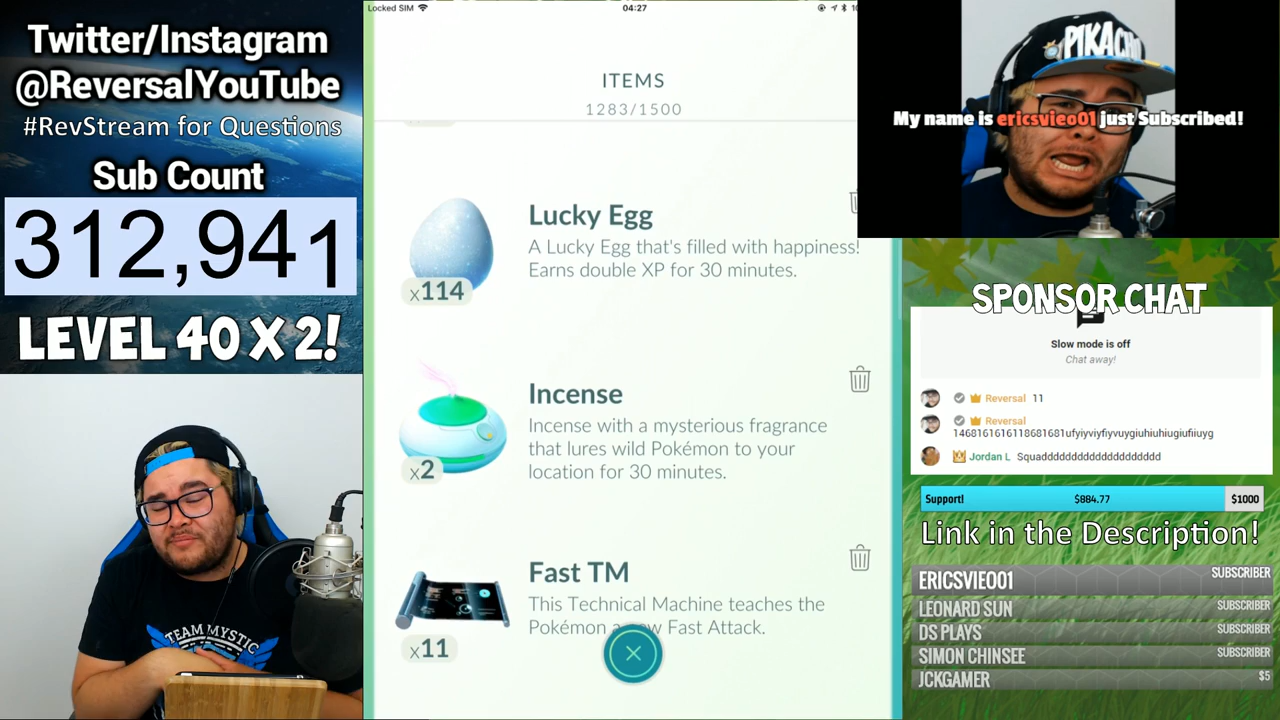 Twitter/Instagram
@ReversalYouTube
#RevStream for Questions
Sub Count
312,941
LEVEL 40 X 2!
TEAM MYSTIC
Locked SIM
04:27
ITEMS
1283/1500
Lucky Egg
A Lucky Egg that's filled with happiness!
Earns double XP for 30 minutes.
x114
Incense
Incense with a mysterious fragrance
that lures wild Pokémon to your
location for 30 minutes.
x2
Fast TM
This Technical Machine teaches the
Pokémon a new Fast Attack.
x11
PIKACHU
My name is ericsvieo01 just Subscribed!
SPONSOR CHAT
Slow mode is off
Chat away!
Reversal 11
Reversal
1468161616118681681ufyiyviyfiyvuygiuhiuhiugiufiiuyg
Jordan L Squaddddddddddddddddddddd
Support! $884.77 $1000
Link in the Description!
ERICSVIEO01 SUBSCRIBER
LEONARD SUN SUBSCRIBER
DS PLAYS SUBSCRIBER
SIMON CHINSEE SUBSCRIBER
JCKGAMER $5